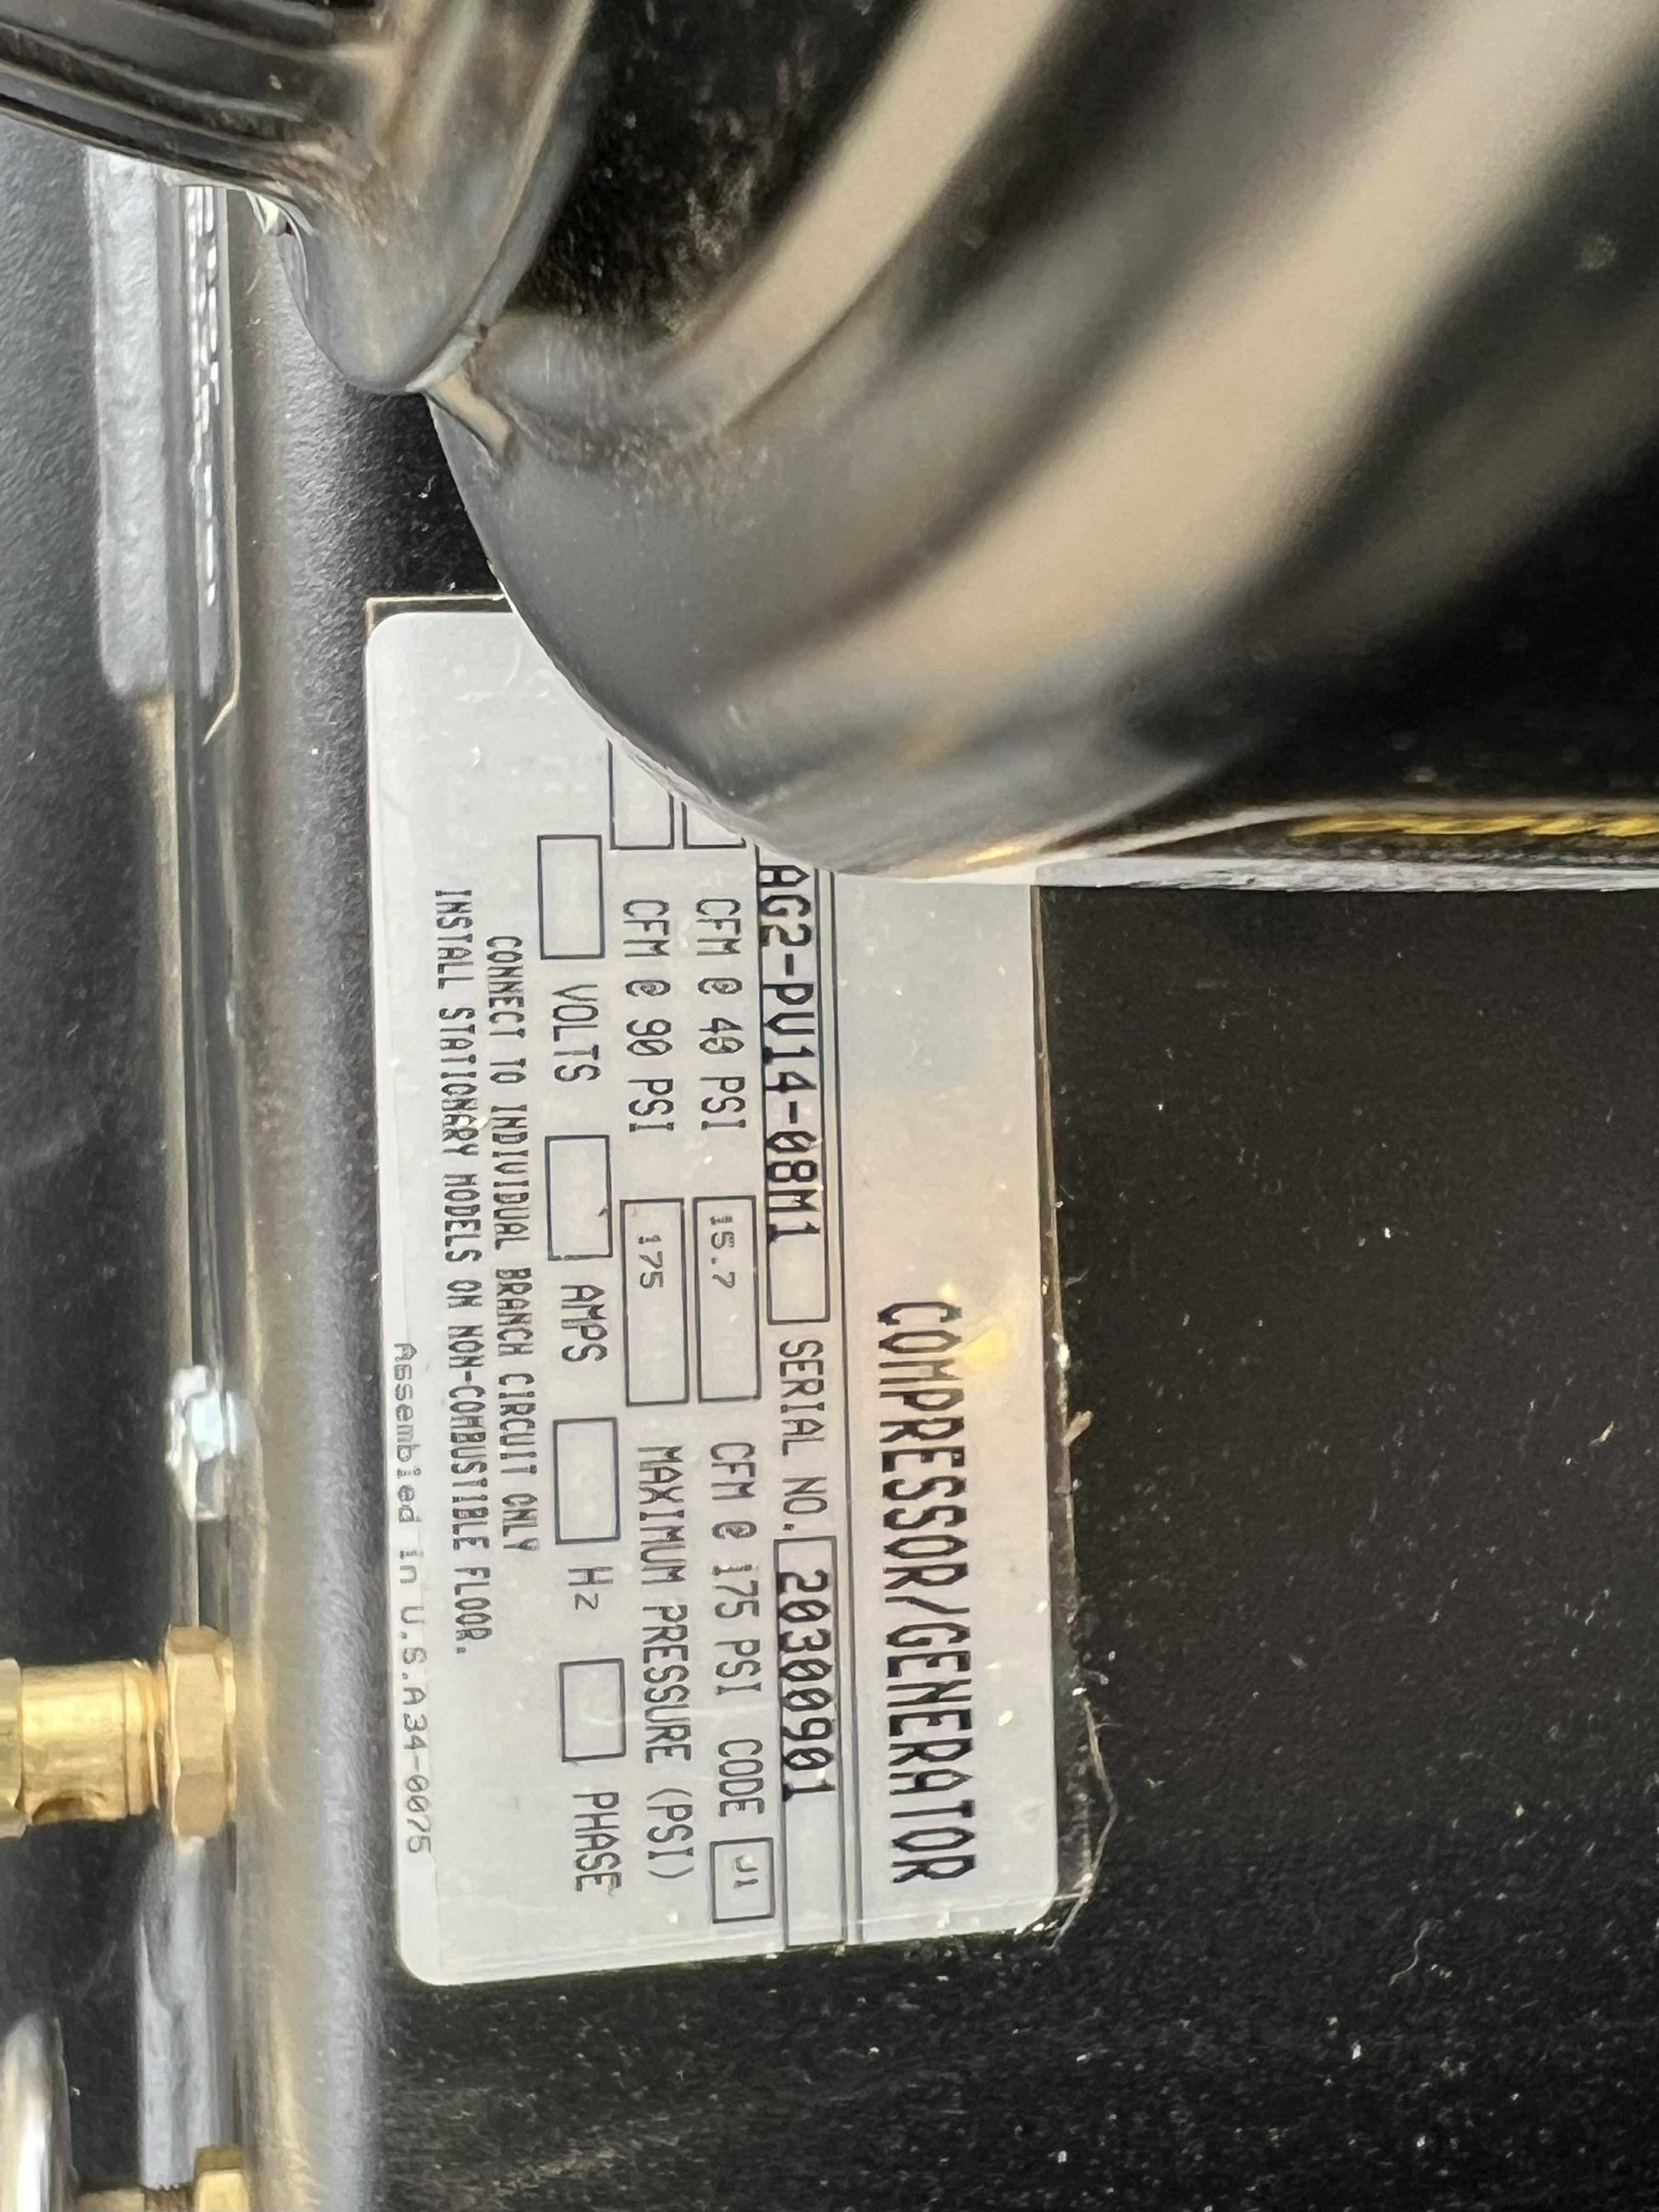 COMPRESSOR/GENERATOR
AG2-PV14-08M1 SERIAL NO. 20300901
CFM @ 40 PSI 15.7 CFM @ 175 PSI CODE J1
CFM @ 90 PSI 175 MAXIMUM PRESSURE (PSI)
VOLTS AMPS Hz PHASE
CONNECT TO INDIVIDUAL BRANCH CIRCUIT ONLY
INSTALL STATIONARY MODELS ON NON-COMBUSTIBLE FLOOR.
Assembled in U.S.A 34-0075